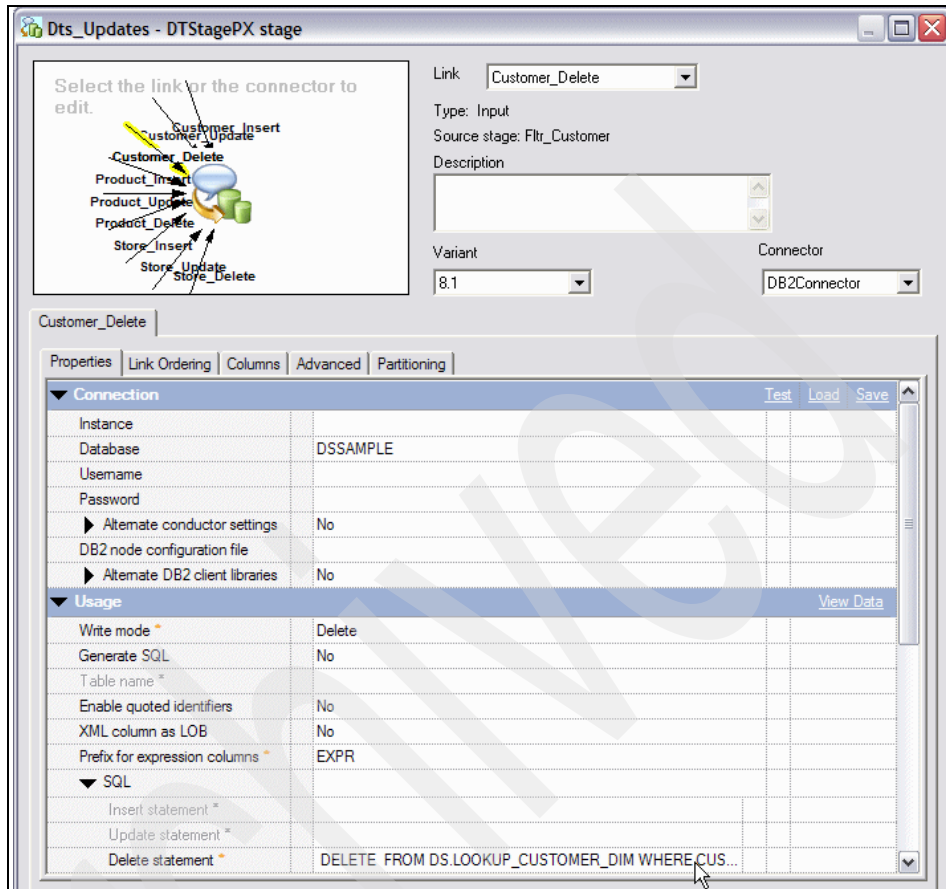 Dts_Updates - DTStagePX stage
Select the link or the connector to
edit.
Customer_Insert
Customer_Update
Customer_Delete
Product_Insert
Product_Update
Product_Delete
Store_Insert
Store_Update
Store_Delete
Link
Customer_Delete
Type: Input
Source stage: Fltr_Customer
Description
Variant
Connector
8.1
DB2Connector
Customer_Delete
Properties
Link Ordering
Columns
Advanced
Partitioning
Connection
Test
Load
Save
Instance
Database
DSSAMPLE
Username
Password
Alternate conductor settings
No
DB2 node configuration file
Alternate DB2 client libraries
No
Usage
View Data
Write mode *
Delete
Generate SQL
No
Table name *
Enable quoted identifiers
No
XML column as LOB
No
Prefix for expression columns *
EXPR
SQL
Insert statement *
Update statement *
Delete statement *
DELETE FROM DS.LOOKUP_CUSTOMER_DIM WHERE CUS...